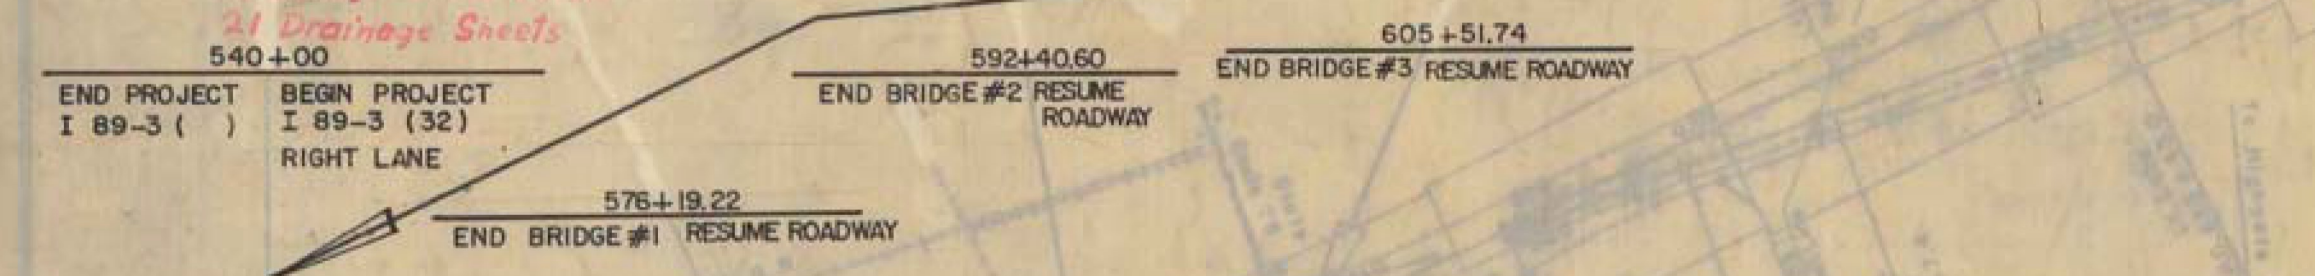 21 Drainage Sheets
540+00
END PROJECT
I 89-3 ( )
BEGIN PROJECT
I 89-3 (32)
RIGHT LANE
576+19.22
END BRIDGE #1 RESUME ROADWAY
592+40.60
END BRIDGE #2 RESUME
ROADWAY
605+51.74
END BRIDGE #3 RESUME ROADWAY
To Highgate